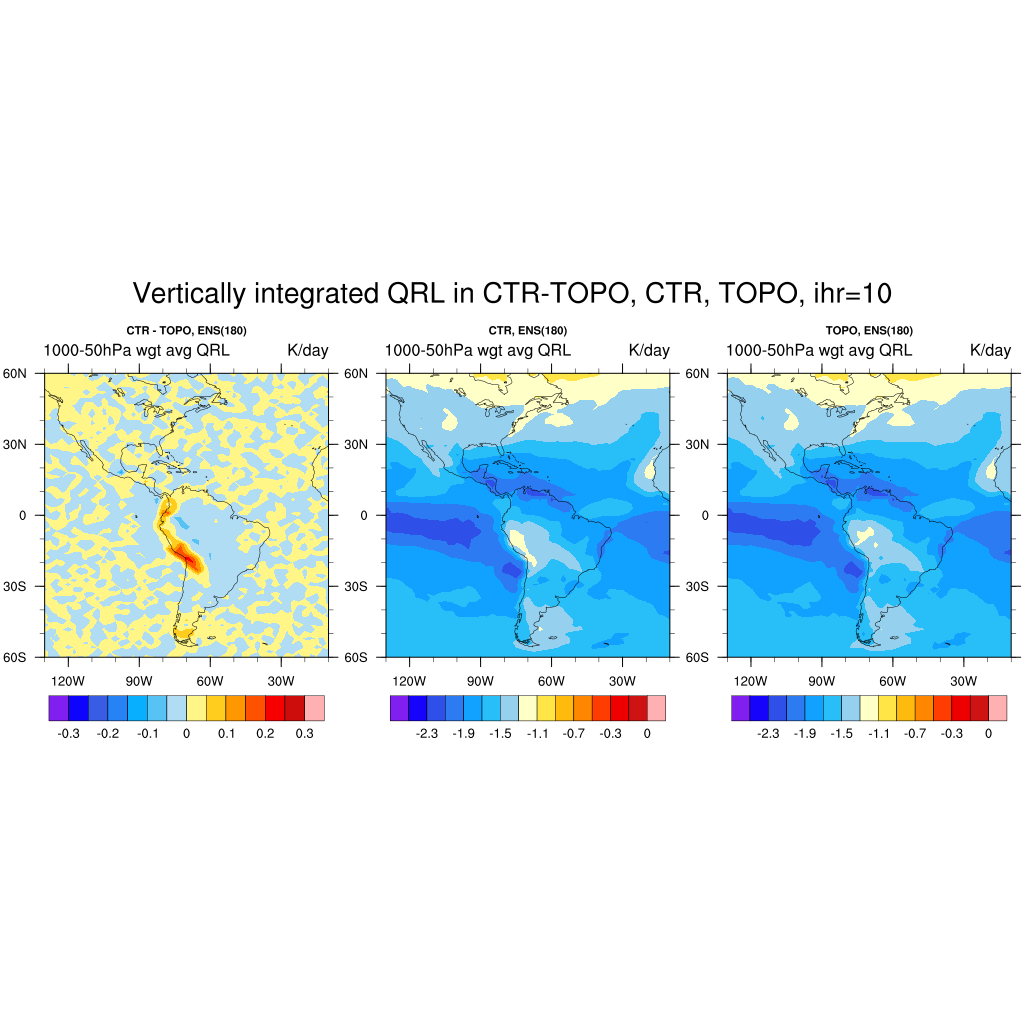 Vertically integrated QRL in CTR-TOPO, CTR, TOPO, ihr=10
CTR - TOPO, ENS(180)
1000-50hPa wgt avg QRL K/day
60N
30N
0
30S
60S
120W 90W 60W 30W
-0.3 -0.2 -0.1 0 0.1 0.2 0.3
CTR, ENS(180)
1000-50hPa wgt avg QRL K/day
60N
30N
0
30S
60S
120W 90W 60W 30W
-2.3 -1.9 -1.5 -1.1 -0.7 -0.3 0
TOPO, ENS(180)
1000-50hPa wgt avg QRL K/day
60N
30N
0
30S
60S
120W 90W 60W 30W
-2.3 -1.9 -1.5 -1.1 -0.7 -0.3 0